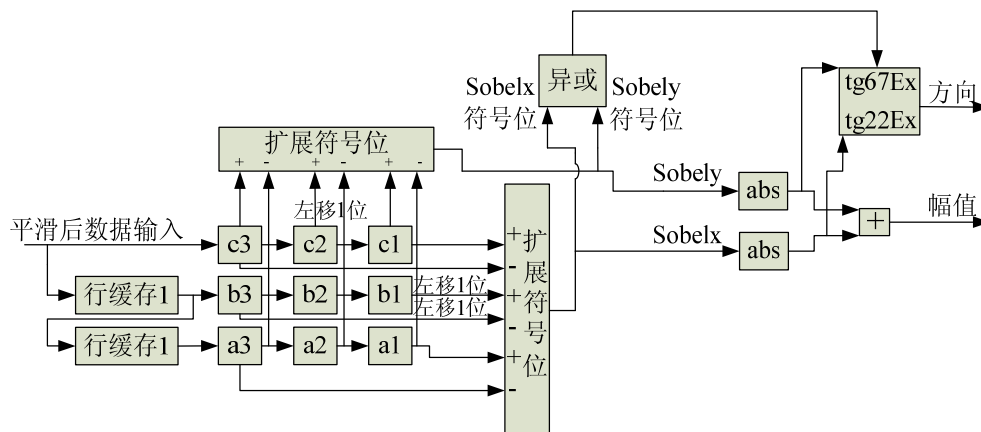 Sobelx
符号位
异或
Sobely
符号位
tg67Ex
tg22Ex
方向
扩展符号位
+ - + - + -
左移1位
平滑后数据输入
c3 c2 c1
行缓存1
b3 b2 b1
左移1位
左移1位
行缓存1
a3 a2 a1
+
-
+
-
+
-
扩展符号位
Sobely
abs
Sobelx
abs
+
幅值